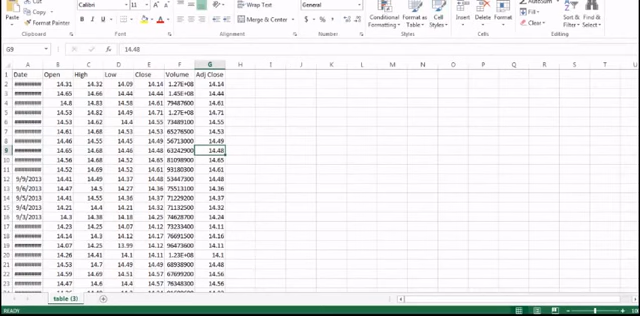 Cut AutoSum
Calibri 11 Wrap Text General
Copy Fill
Paste Conditional Format as Cell Insert Delete Format Sort & Find &
Format Painter Merge & Center Formatting Table Styles Clear Filter Select
Clipboard Font Alignment Number Styles Cells Editing
G9 14.48
A B C D E F G H I J K L M N O P Q R S T U
1 Date Open High Low Close Volume Adj Close
2 ######## 14.31 14.32 14.09 14.14 1.27E+08 14.14
3 ######## 14.65 14.66 14.44 14.44 1.45E+08 14.44
4 ######## 14.8 14.83 14.58 14.61 79487600 14.61
5 ######## 14.53 14.82 14.49 14.71 1.27E+08 14.71
6 ######## 14.53 14.62 14.4 14.55 73489100 14.55
7 ######## 14.61 14.68 14.53 14.53 65276500 14.53
8 ######## 14.46 14.55 14.45 14.49 56713000 14.49
9 ######## 14.65 14.68 14.46 14.48 63242900 14.48
10 ######## 14.56 14.68 14.52 14.65 81098900 14.65
11 ######## 14.52 14.69 14.52 14.61 93180300 14.61
12 9/9/2013 14.4 14.49 14.37 14.48 53447300 14.48
13 9/6/2013 14.47 14.5 14.27 14.36 75513100 14.36
14 9/5/2013 14.41 14.55 14.36 14.37 71229200 14.37
15 9/4/2013 14.21 14.4 14.21 14.32 71132500 14.32
16 9/3/2013 14.3 14.38 14.18 14.25 74628700 14.24
17 ######## 14.23 14.25 14.07 14.12 73233400 14.11
18 ######## 14.14 14.3 14.12 14.17 76691500 14.16
19 ######## 14.07 14.25 13.99 14.12 96473600 14.11
20 ######## 14.26 14.41 14.1 14.11 1.23E+08 14.1
21 ######## 14.53 14.7 14.49 14.49 68938900 14.48
22 ######## 14.59 14.69 14.51 14.57 67699200 14.56
23 ######## 14.47 14.6 14.4 14.57 76348300 14.56
table (3)
READY